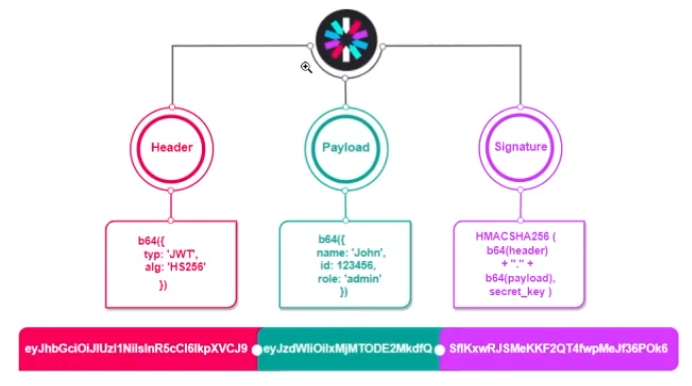 Header
Payload
Signature
b64({
typ: 'JWT',
alg: 'HS256'
})
b64({
name: 'John',
id: 123456,
role: 'admin'
})
HMACSHA256 (
b64(header)
+ "." +
b64(payload),
secret_key )
eyJhbGciOiJIUzI1NiIsInR5cCI6IkpXVCJ9
eyJzdWIiOiIxMjMTODE2MkdfQ
SflKxwRJSMeKKF2QT4fwpMeJf36POk6